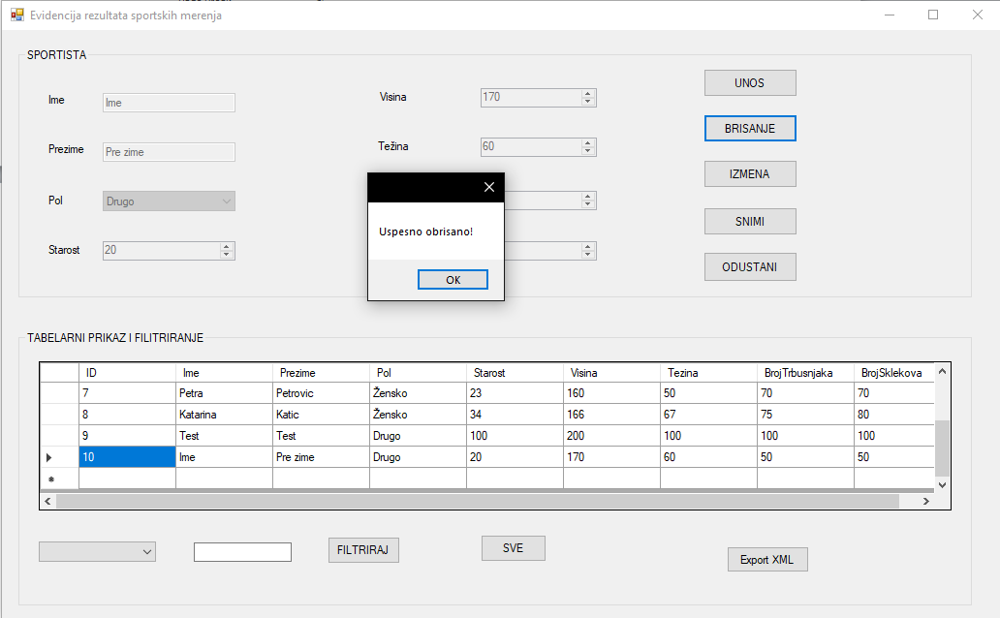 Evidencija rezultata sportskih merenja
SPORTISTA
Ime Ime
Visina 170
UNOS
Prezime Pre zime
Težina 60
BRISANJE
Pol Drugo
IZMENA
Starost 20
SNIMI
ODUSTANI
Uspesno obrisano!
OK
TABELARNI PRIKAZ I FILITRIRANJE
ID Ime Prezime Pol Starost Visina Tezina BrojTrbusnjaka BrojSklekova
7 Petra Petrovic Žensko 23 160 50 70 70
8 Katarina Katic Žensko 34 166 67 75 80
9 Test Test Drugo 100 200 100 100 100
10 Ime Pre zime Drugo 20 170 60 50 50
FILTRIRAJ
SVE
Export XML